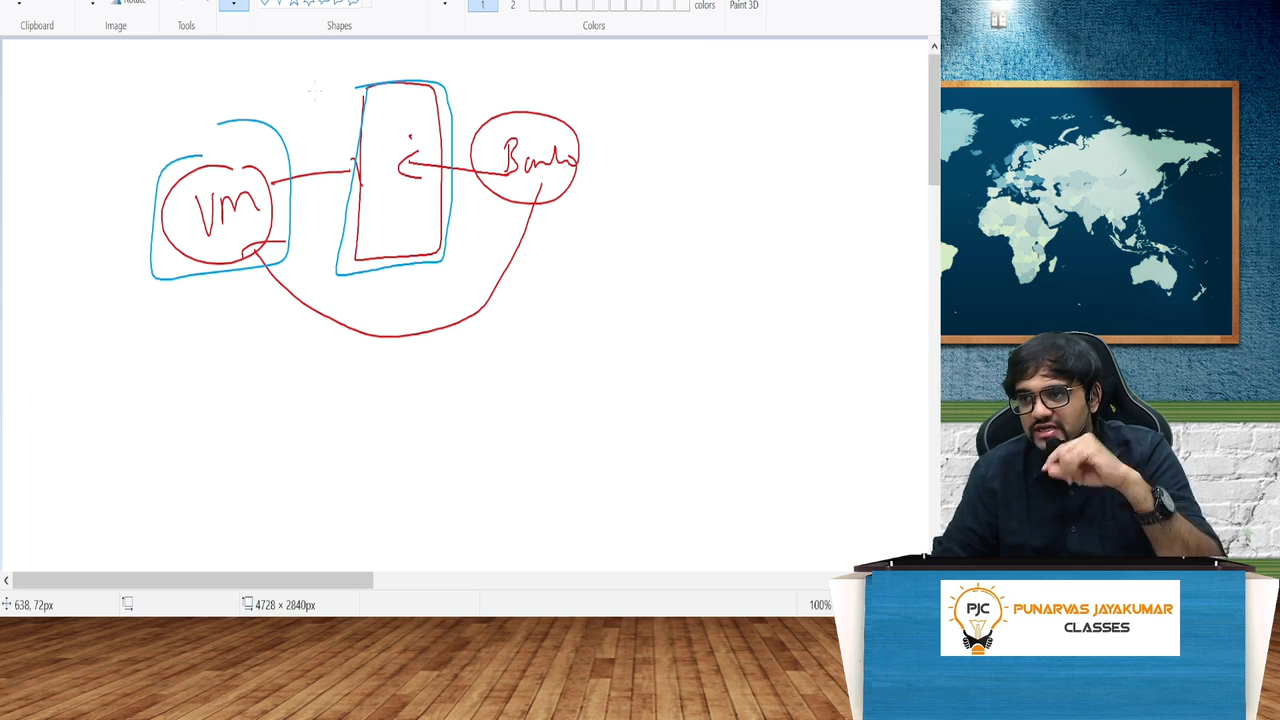 Rotate
1
2
colors
Paint 3D
Clipboard
Image
Tools
Shapes
Colors
VM
638, 72px
4728 × 2840px
100%
PJC
PUNARVAS JAYAKUMAR
CLASSES